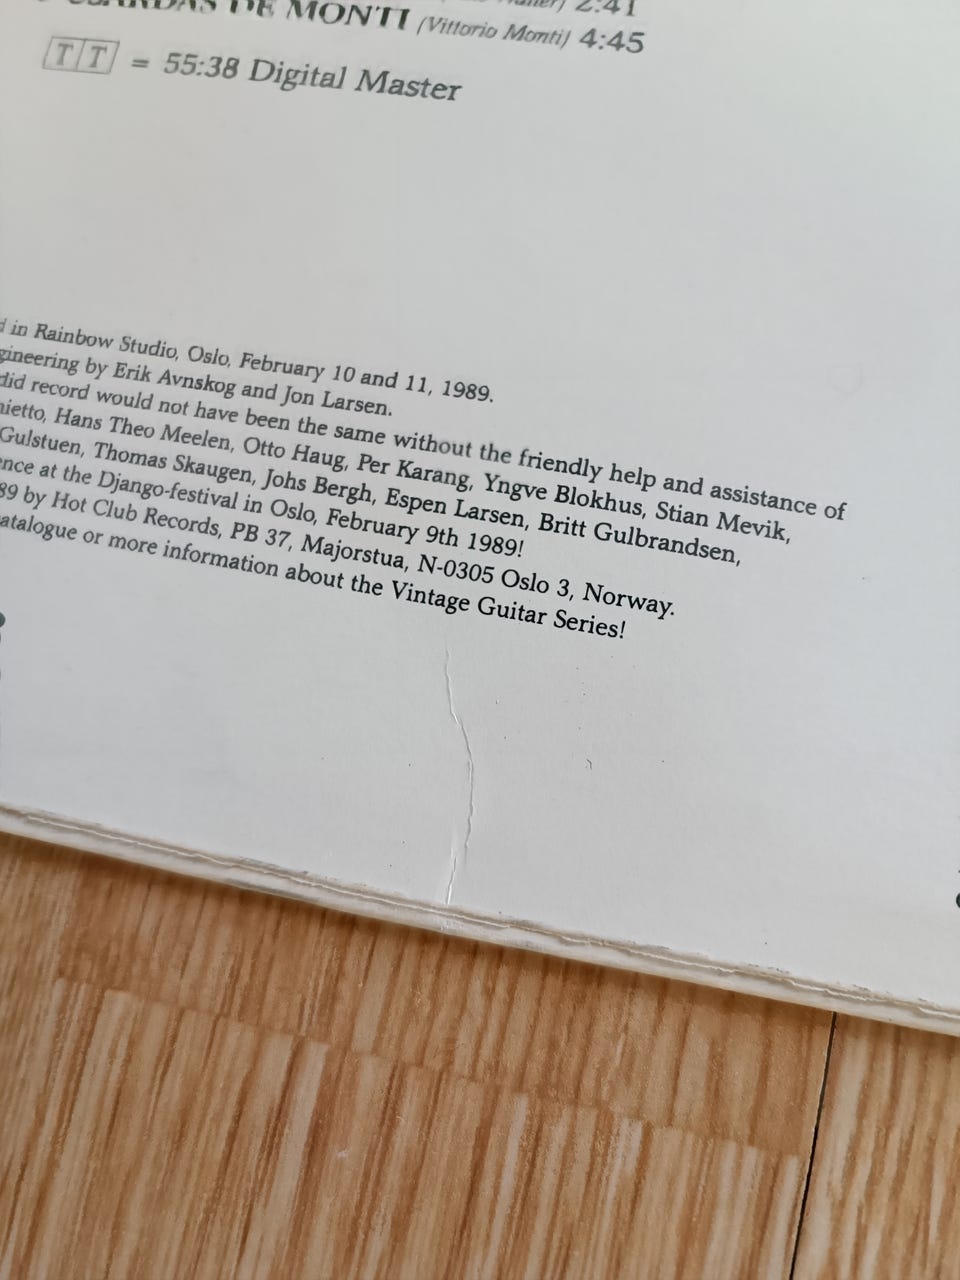 DE MONTI (Vittorio Monti) 4:45
TT = 55:38 Digital Master
in Rainbow Studio, Oslo, February 10 and 11, 1989.
gineering by Erik Avnskog and Jon Larsen.
did record would not have been the same without the friendly help and assistance of
nietto, Hans Theo Meelen, Otto Haug, Per Karang, Yngve Blokhus, Stian Mevik,
Gulstuen, Thomas Skaugen, Johs Bergh, Espen Larsen, Britt Gulbrandsen,
ence at the Django-festival in Oslo, February 9th 1989!
89 by Hot Club Records, PB 37, Majorstua, N-0305 Oslo 3, Norway.
atalogue or more information about the Vintage Guitar Series!